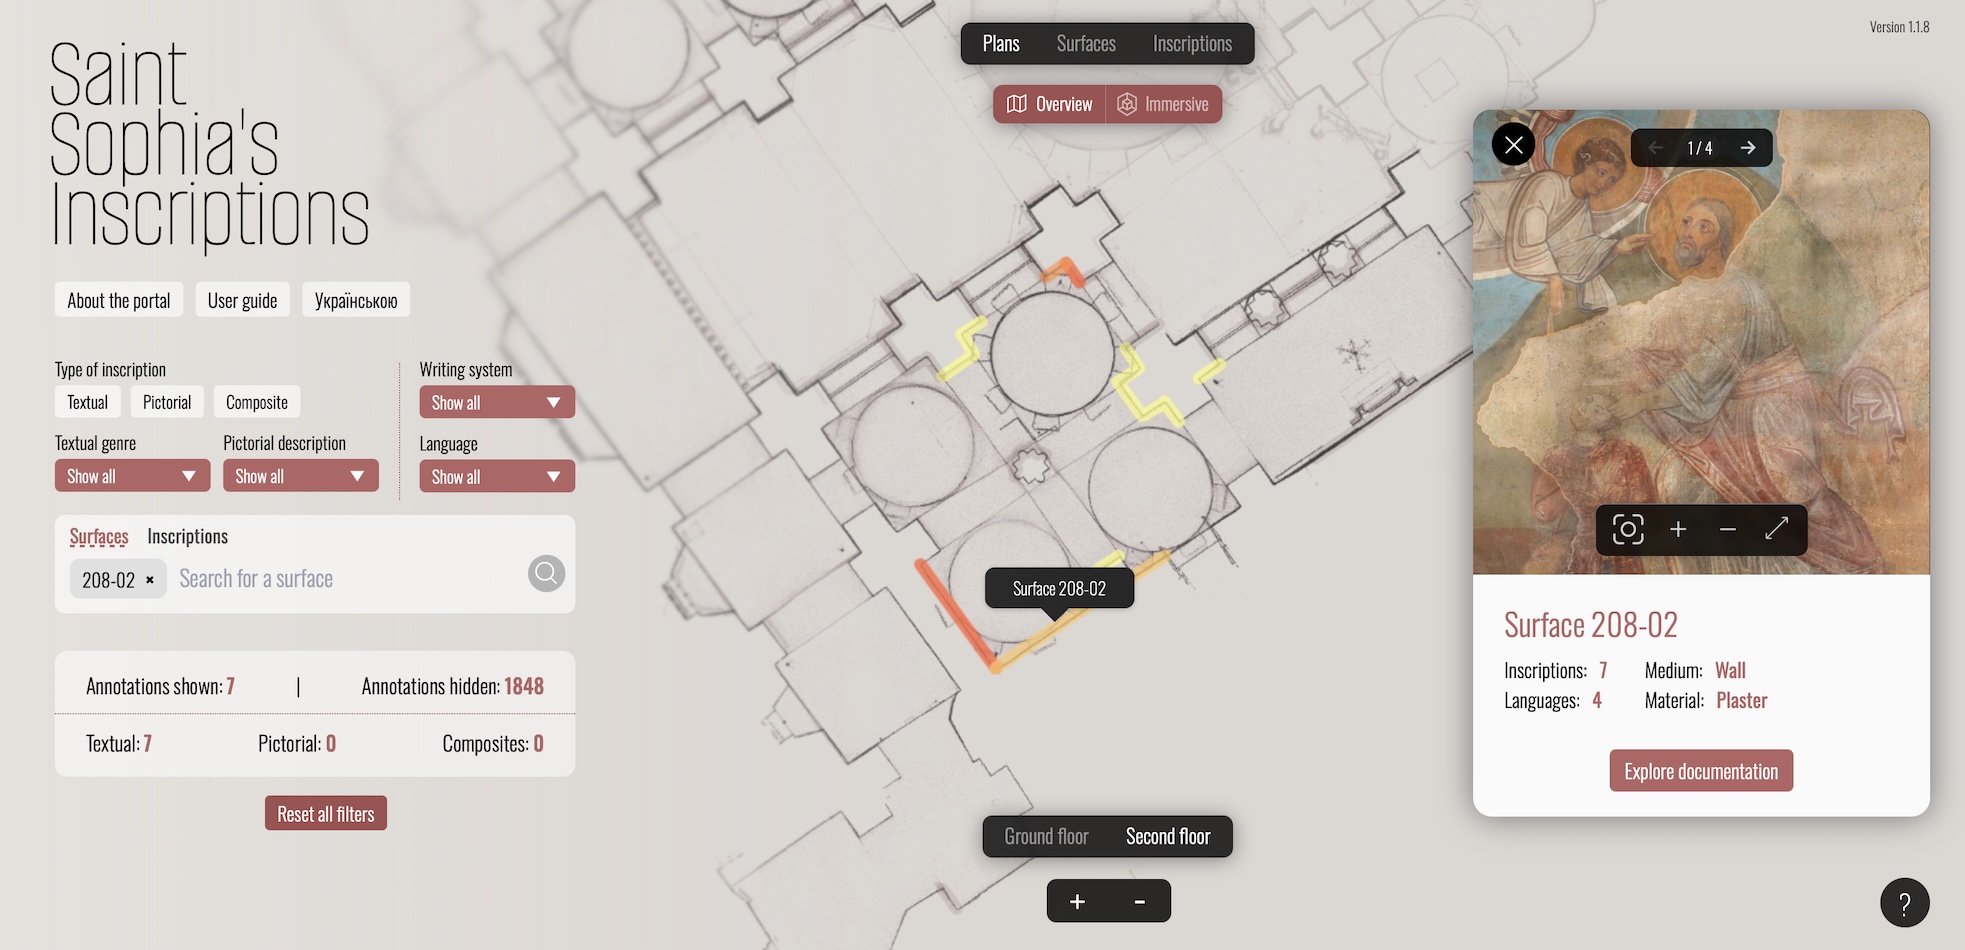 Saint
Sophia's
Inscriptions
About the portal
User guide
Українською
Type of inscription
Textual
Pictorial
Composite
Textual genre
Show all
Pictorial description
Show all
Writing system
Show all
Language
Show all
Surfaces
Inscriptions
208-02 ×
Search for a surface
Annotations shown: 7 | Annotations hidden: 1848
Textual: 7
Pictorial: 0
Composites: 0
Reset all filters
Plans
Surfaces
Inscriptions
Overview
Immersive
Surface 208-02
Ground floor
Second floor
+
-
Version 1.1.8
1 / 4
Surface 208-02
Inscriptions: 7
Medium: Wall
Languages: 4
Material: Plaster
Explore documentation
?